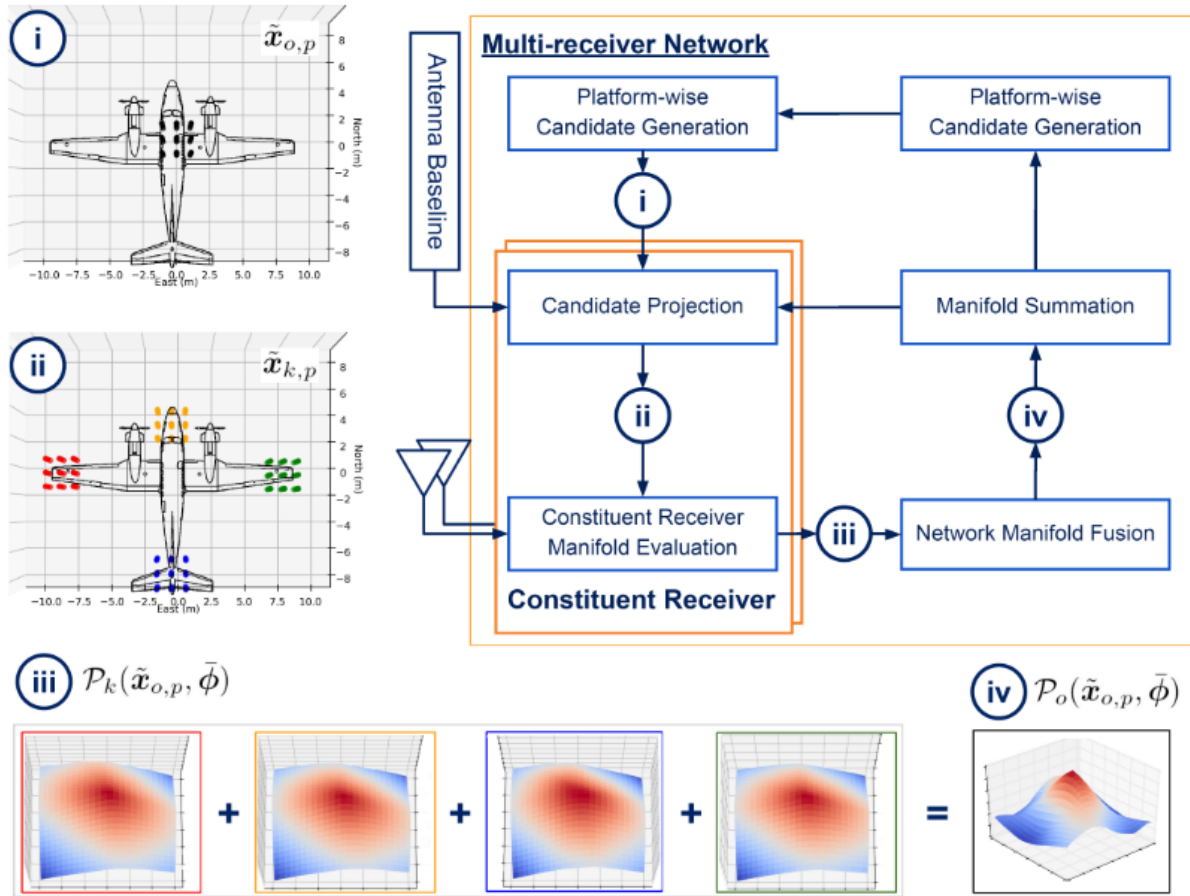 i
x̃o,p
8
6
4
2
0
−2
−4
−6
−8
North (m)
−10.0 −7.5 −5.0 −2.5 0.0 2.5 5.0 7.5 10.0
East (m)
ii
x̃k,p
8
6
4
2
0
−2
−4
−6
−8
North (m)
−10.0 −7.5 −5.0 −2.5 0.0 2.5 5.0 7.5 10.0
East (m)
Antenna Baseline
Multi-receiver Network
Platform-wise
Candidate Generation
Platform-wise
Candidate Generation
i
Candidate Projection
Manifold Summation
ii
iv
Constituent Receiver
Manifold Evaluation
iii
Network Manifold Fusion
Constituent Receiver
iii
𝒫k(x̃o,p, ϕ̄)
iv
𝒫o(x̃o,p, ϕ̄)
+ + + =